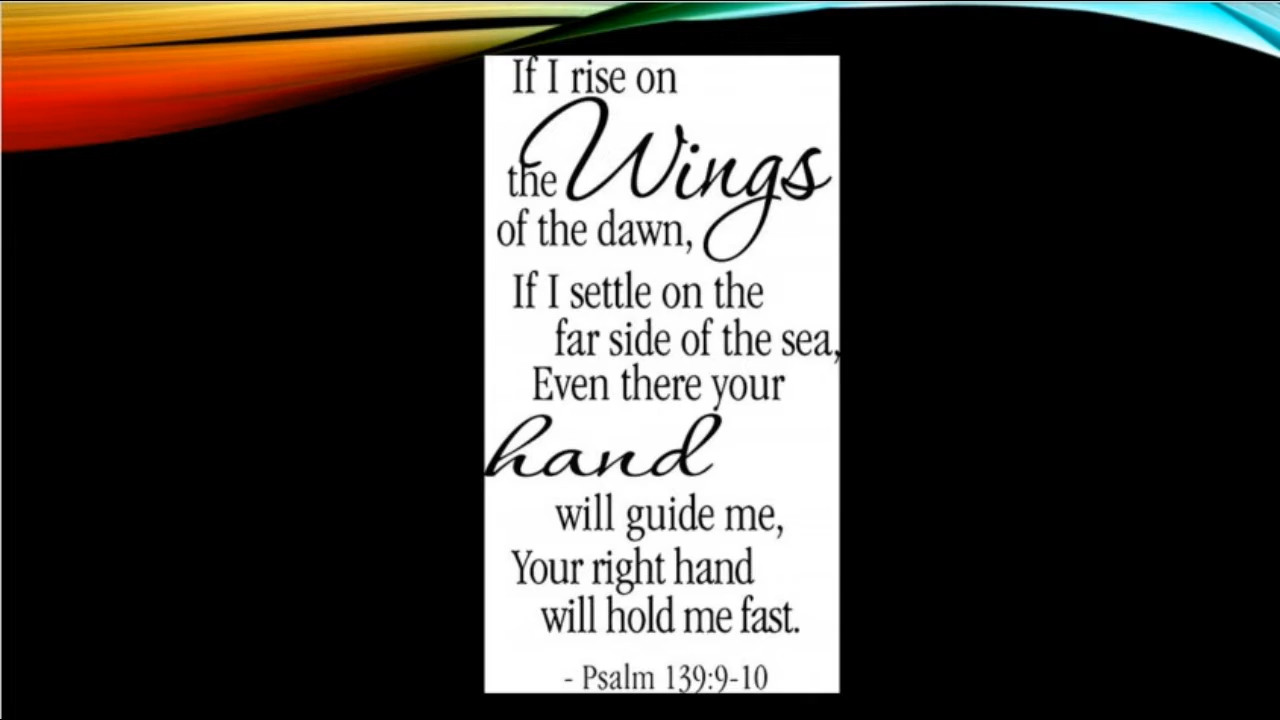 If I rise on
the Wings
of the dawn,
If I settle on the
far side of the sea,
Even there your
hand
will guide me,
Your right hand
will hold me fast.
- Psalm 139:9-10